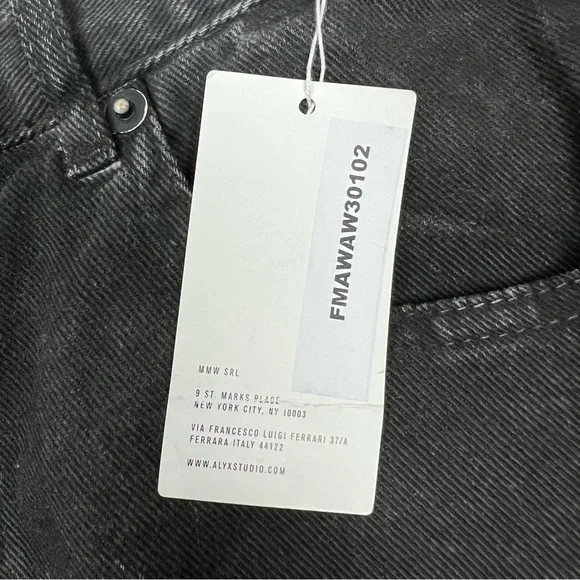 FMAWAW30102
MMW SRL
9 ST. MARKS PLACE
NEW YORK CITY, NY 10003
VIA FRANCESCO LUIGI FERRARI 37/A
FERRARA ITALY 44122
WWW.ALYXSTUDIO.COM